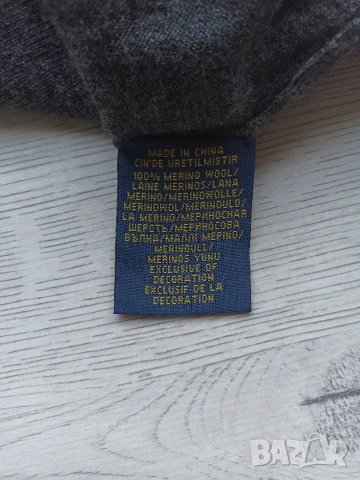 MADE IN CHINA
CIN'DE URETILMISTIR
100% MERINO WOOL/
LAINE MERINOS/LANA
MERINO/MERINOWOLLE/
MERINOWOL/MERINOULD/
LA MERINO/МЕРИНОСНАЯ
ШЕРСТЬ/МЕРИНОСОВА
ВЪЛНА/ΜΑΛΛΙ ΜΕΡΙΝΟ/
MERINOULL/
MERINOS YUNU
EXCLUSIVE OF
DECORATION
EXCLUSIF DE LA
DECORATION
BAZAR
bg